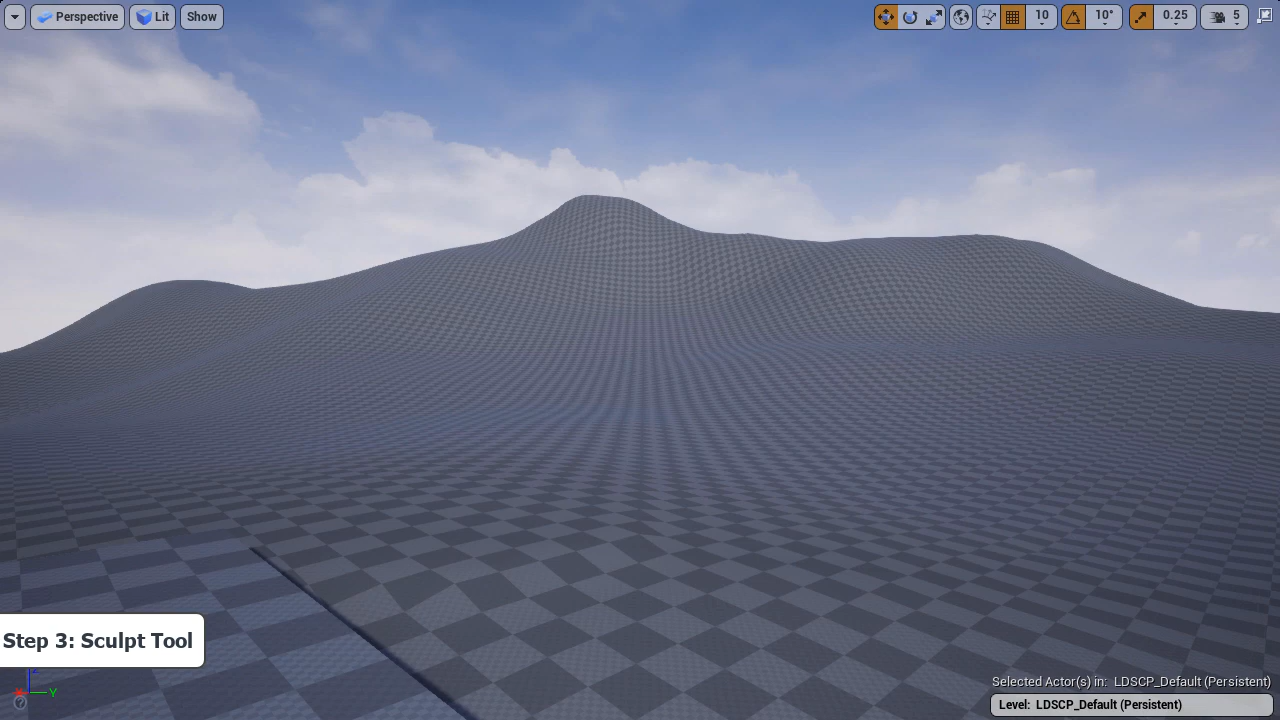 Perspective
Lit
Show
10
10°
0.25
5
Step 3: Sculpt Tool
Z
X
Y
Selected Actor(s) in: LDSCP_Default (Persistent)
Level: LDSCP_Default (Persistent)